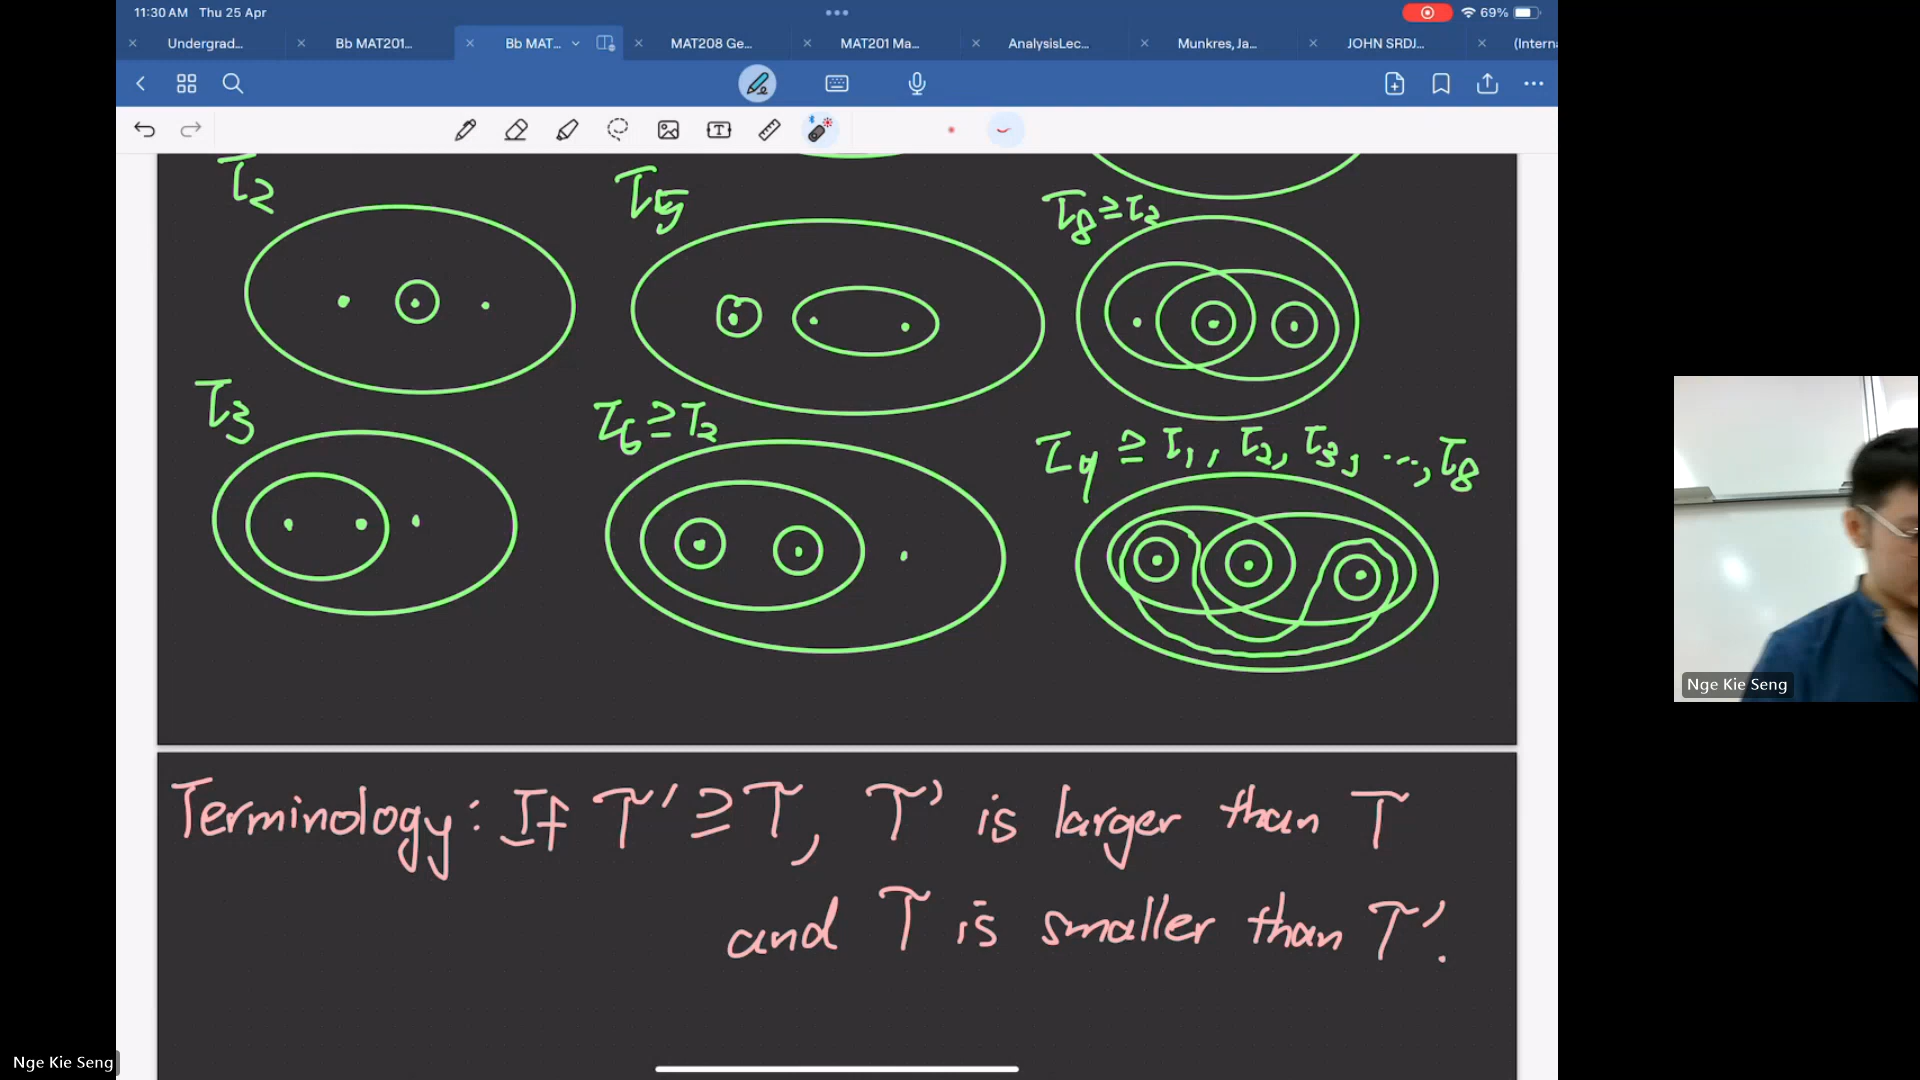 11:30 AM Thu 25 Apr
69%
Undergrad...
Bb MAT201...
Bb MAT...
MAT208 Ge...
MAT201 Ma...
AnalysisLec...
Munkres, Ja...
JOHN SRDJ...
(Intern
T2
T5
T8 ⊇ T2
T3
T6 ⊇ T2
T9 ⊇ T1, T2, T3, ..., T8
Terminology: If T' ⊇ T, T' is larger than T
and T is smaller than T'.
Nge Kie Seng
Nge Kie Seng